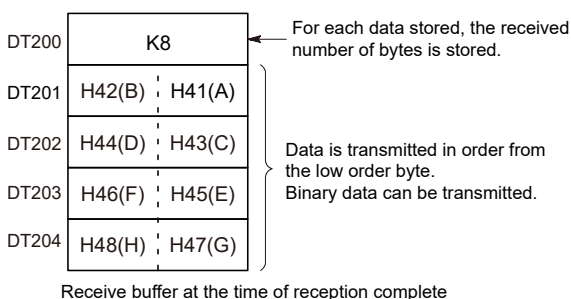 DT200 K8 For each data stored, the received
number of bytes is stored.
DT201 H42(B) H41(A)
DT202 H44(D) H43(C)
Data is transmitted in order from
the low order byte.
Binary data can be transmitted.
DT203 H46(F) H45(E)
DT204 H48(H) H47(G)
Receive buffer at the time of reception complete